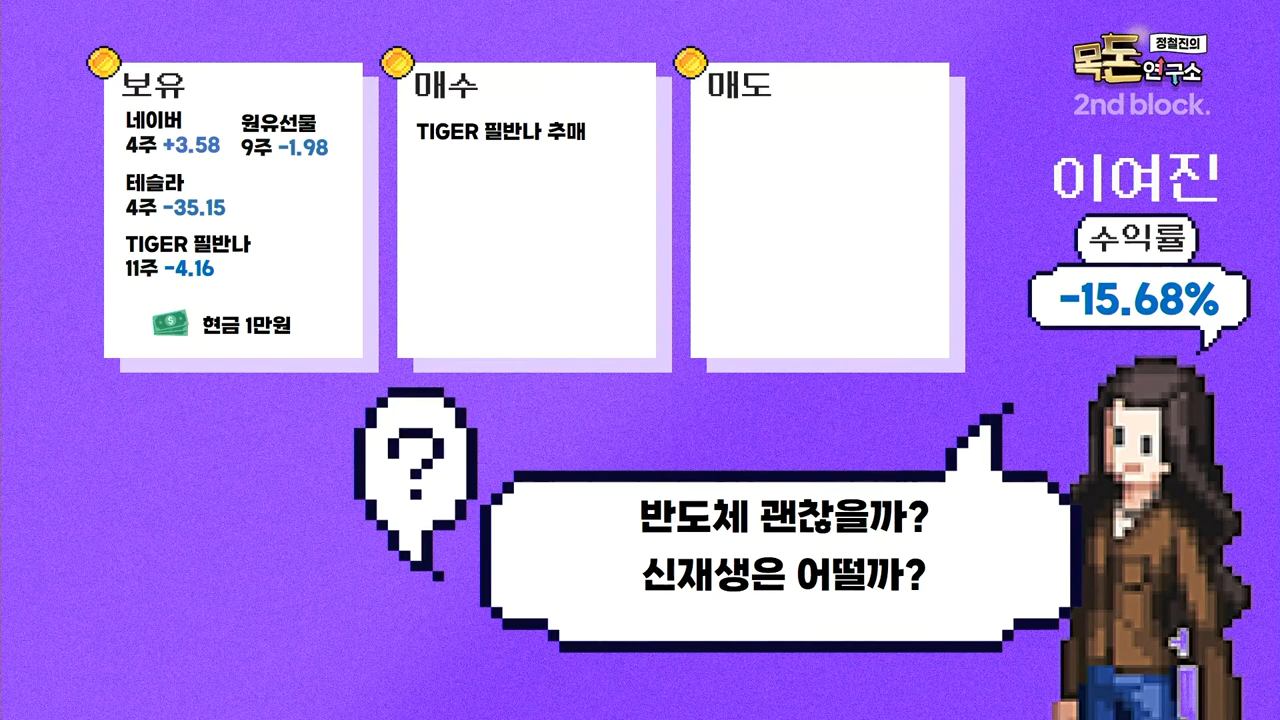 보유
네이버
4주 +3.58
원유선물
9주 -1.98
테슬라
4주 -35.15
TIGER 필반나
11주 -4.16
현금 1만원
매수
TIGER 필반나 추매
매도
정철진의
목돈연구소
2nd block.
이여진
수익률
-15.68%
?
반도체 괜찮을까?
신재생은 어떨까?